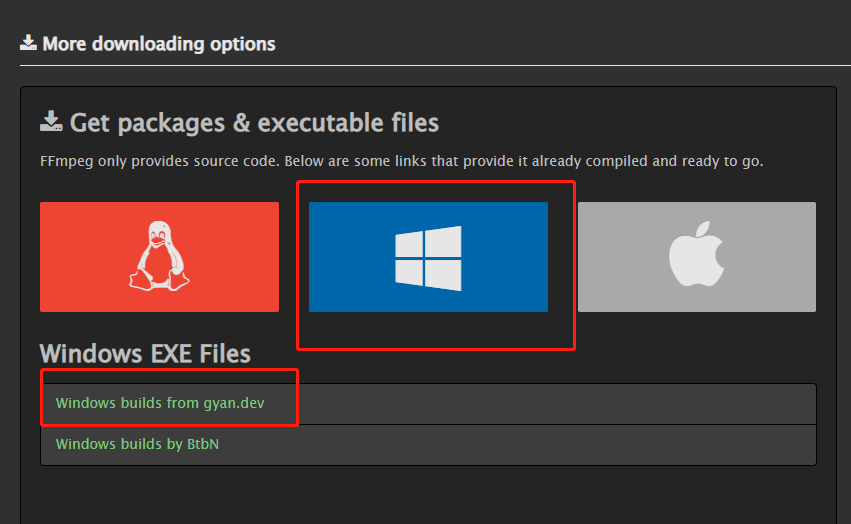 More downloading options
Get packages & executable files
FFmpeg only provides source code. Below are some links that provide it already compiled and ready to go.
Windows EXE Files
Windows builds from gyan.dev
Windows builds by BtbN